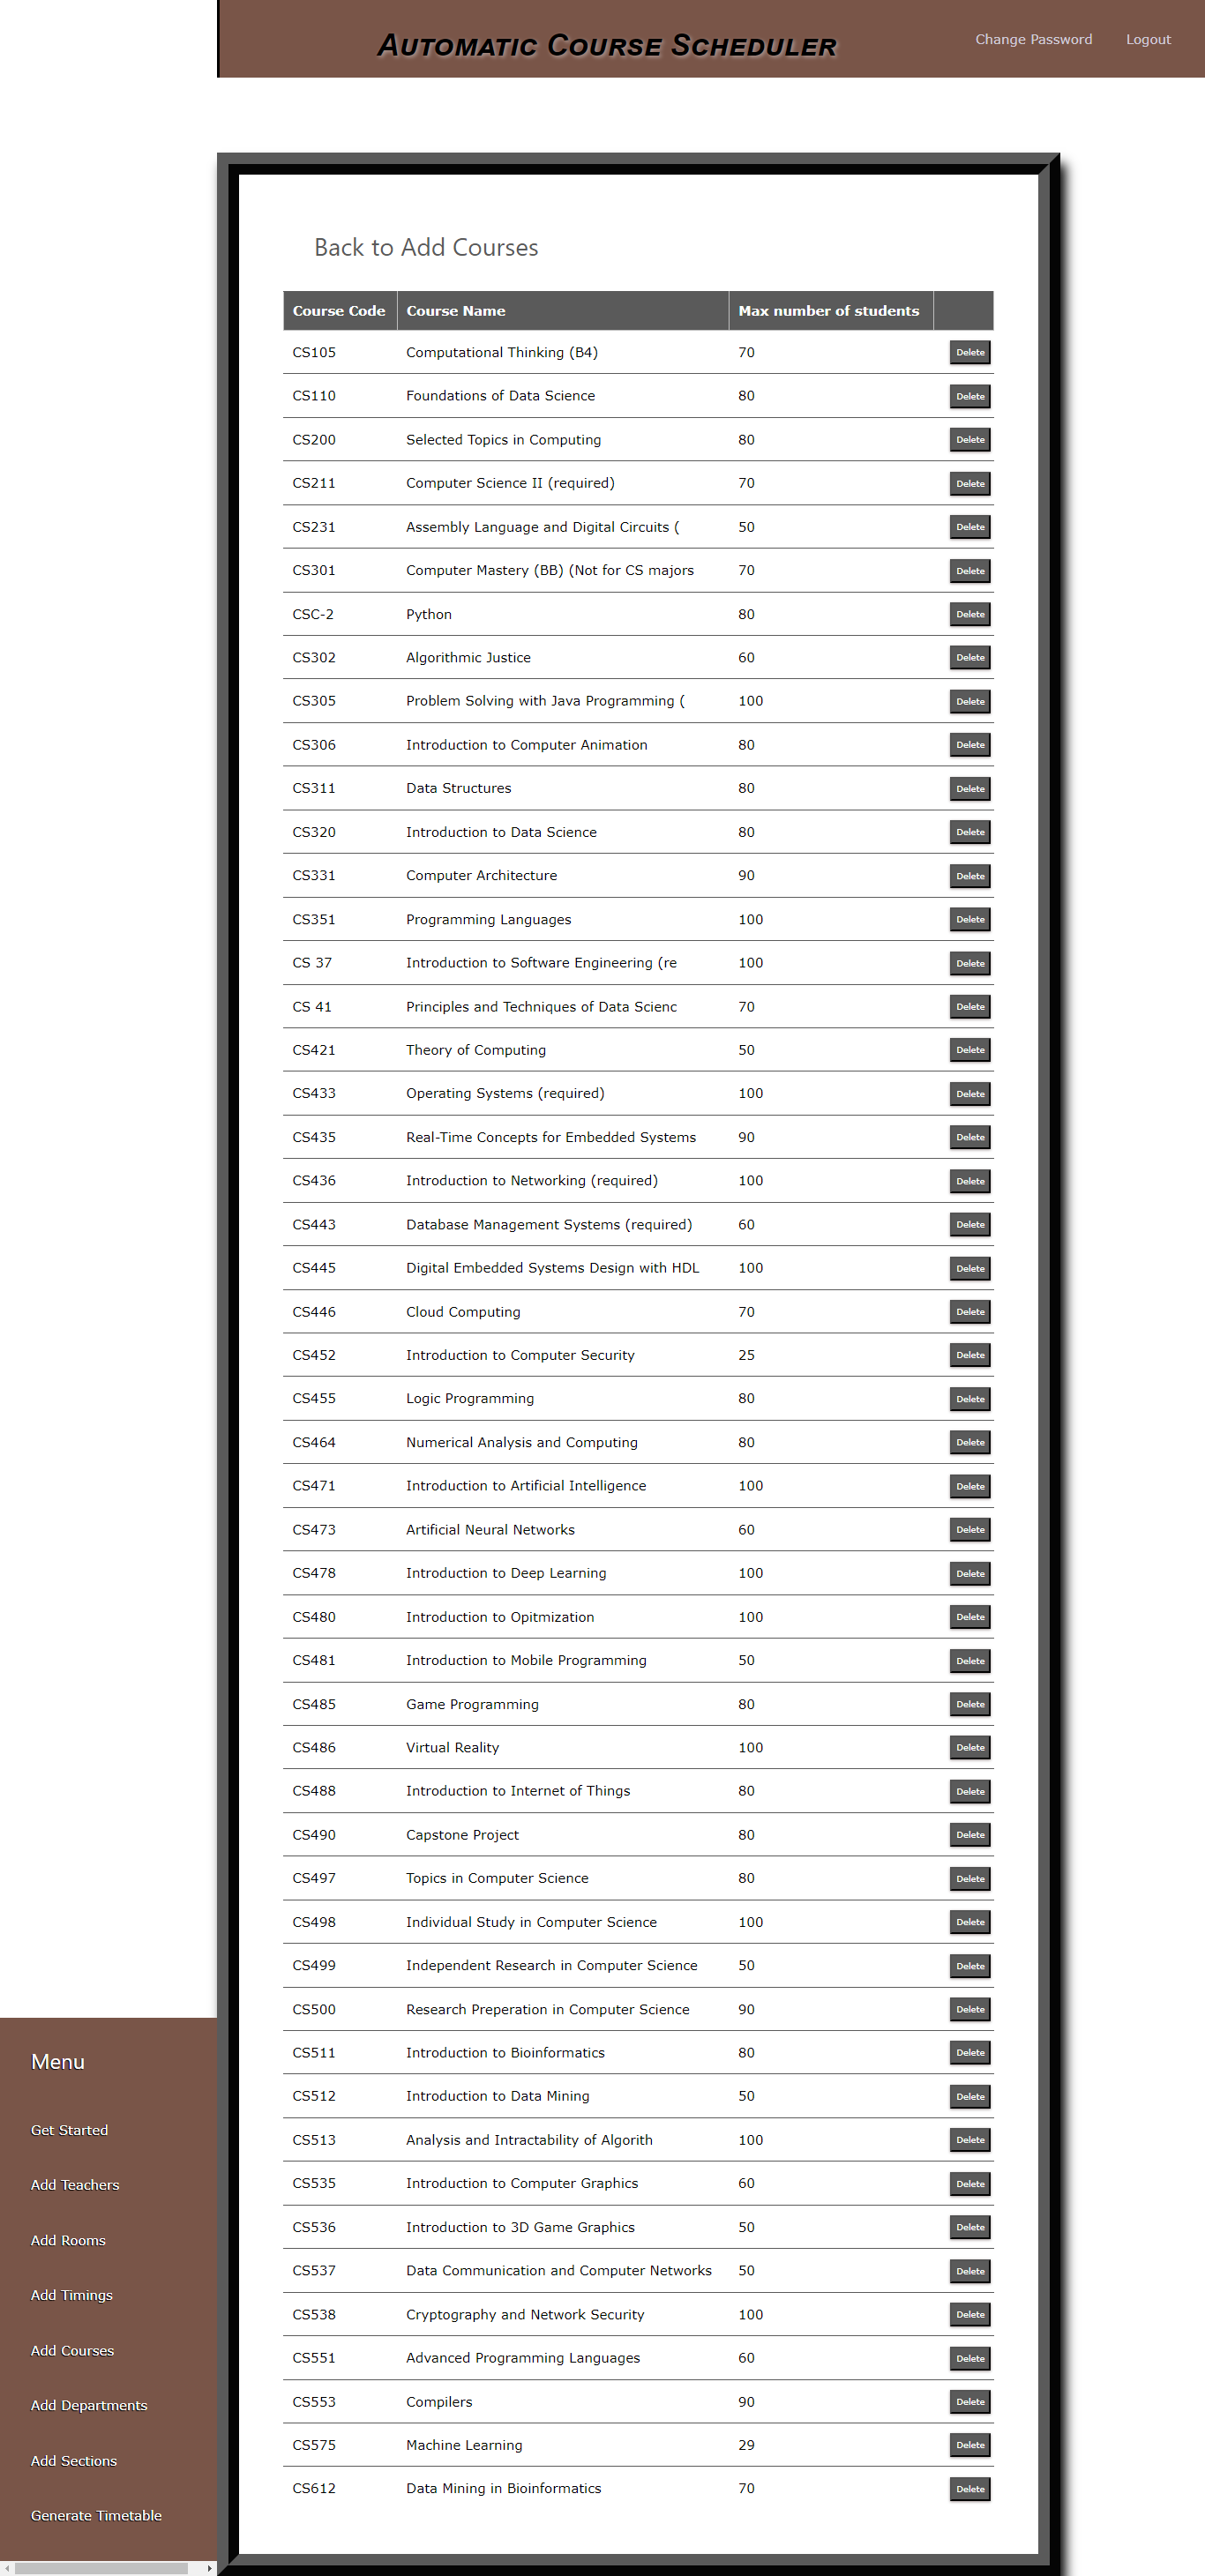 AUTOMATIC COURSE SCHEDULER
Change Password Logout
Back to Add Courses
Course Code Course Name Max number of students
CS105 Computational Thinking (B4) 70 Delete
CS110 Foundations of Data Science 80 Delete
CS200 Selected Topics in Computing 80 Delete
CS211 Computer Science II (required) 70 Delete
CS231 Assembly Language and Digital Circuits ( 50 Delete
CS301 Computer Mastery (BB) (Not for CS majors 70 Delete
CSC-2 Python 80 Delete
CS302 Algorithmic Justice 60 Delete
CS305 Problem Solving with Java Programming ( 100 Delete
CS306 Introduction to Computer Animation 80 Delete
CS311 Data Structures 80 Delete
CS320 Introduction to Data Science 80 Delete
CS331 Computer Architecture 90 Delete
CS351 Programming Languages 100 Delete
CS 37 Introduction to Software Engineering (re 100 Delete
CS 41 Principles and Techniques of Data Scienc 70 Delete
CS421 Theory of Computing 50 Delete
CS433 Operating Systems (required) 100 Delete
CS435 Real-Time Concepts for Embedded Systems 90 Delete
CS436 Introduction to Networking (required) 100 Delete
CS443 Database Management Systems (required) 60 Delete
CS445 Digital Embedded Systems Design with HDL 100 Delete
CS446 Cloud Computing 70 Delete
CS452 Introduction to Computer Security 25 Delete
CS455 Logic Programming 80 Delete
CS464 Numerical Analysis and Computing 80 Delete
CS471 Introduction to Artificial Intelligence 100 Delete
CS473 Artificial Neural Networks 60 Delete
CS478 Introduction to Deep Learning 100 Delete
CS480 Introduction to Opitmization 100 Delete
CS481 Introduction to Mobile Programming 50 Delete
CS485 Game Programming 80 Delete
CS486 Virtual Reality 100 Delete
CS488 Introduction to Internet of Things 80 Delete
CS490 Capstone Project 80 Delete
CS497 Topics in Computer Science 80 Delete
CS498 Individual Study in Computer Science 100 Delete
CS499 Independent Research in Computer Science 50 Delete
CS500 Research Preperation in Computer Science 90 Delete
CS511 Introduction to Bioinformatics 80 Delete
CS512 Introduction to Data Mining 50 Delete
CS513 Analysis and Intractability of Algorith 100 Delete
CS535 Introduction to Computer Graphics 60 Delete
CS536 Introduction to 3D Game Graphics 50 Delete
CS537 Data Communication and Computer Networks 50 Delete
CS538 Cryptography and Network Security 100 Delete
CS551 Advanced Programming Languages 60 Delete
CS553 Compilers 90 Delete
CS575 Machine Learning 29 Delete
CS612 Data Mining in Bioinformatics 70 Delete
Menu
Get Started
Add Teachers
Add Rooms
Add Timings
Add Courses
Add Departments
Add Sections
Generate Timetable